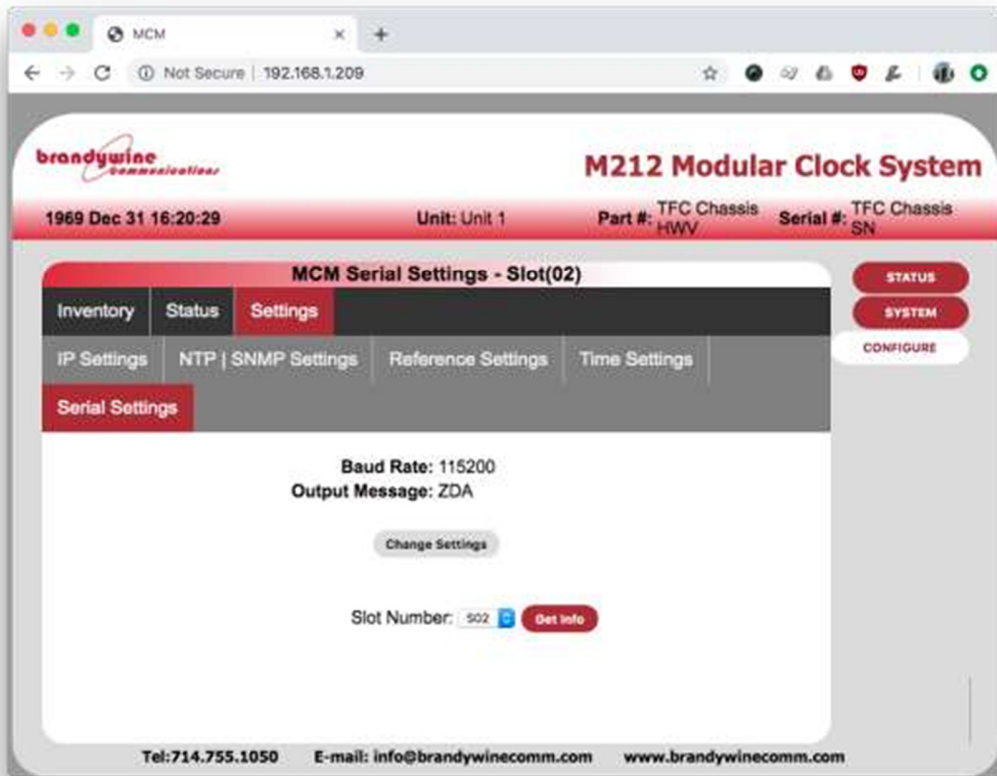 MCM
Not Secure | 192.168.1.209
brandywine
communications
M212 Modular Clock System
1969 Dec 31 16:20:29
Unit: Unit 1
Part #: TFC Chassis
HWV
Serial #: TFC Chassis
SN
MCM Serial Settings - Slot(02)
STATUS
Inventory
Status
Settings
SYSTEM
IP Settings
NTP | SNMP Settings
Reference Settings
Time Settings
CONFIGURE
Serial Settings
Baud Rate: 115200
Output Message: ZDA
Change Settings
Slot Number: S02
Get Info
Tel:714.755.1050 E-mail: info@brandywinecomm.com www.brandywinecomm.com